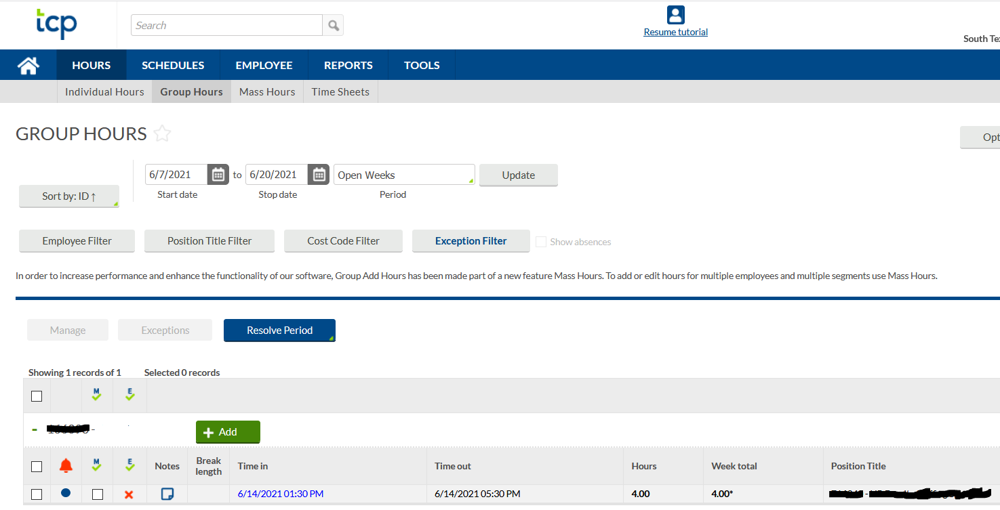 tcp
Search
Resume tutorial
South Te
HOURS SCHEDULES EMPLOYEE REPORTS TOOLS
Individual Hours Group Hours Mass Hours Time Sheets
GROUP HOURS
Opt
6/7/2021 to 6/20/2021 Open Weeks Update
Sort by: ID ↑
Start date Stop date Period
Employee Filter Position Title Filter Cost Code Filter Exception Filter Show absences
In order to increase performance and enhance the functionality of our software, Group Add Hours has been made part of a new feature Mass Hours. To add or edit hours for multiple employees and multiple segments use Mass Hours.
Manage Exceptions Resolve Period
Showing 1 records of 1 Selected 0 records
M E
- + Add
M E Notes Break length Time in Time out Hours Week total Position Title
6/14/2021 01:30 PM 6/14/2021 05:30 PM 4.00 4.00* -